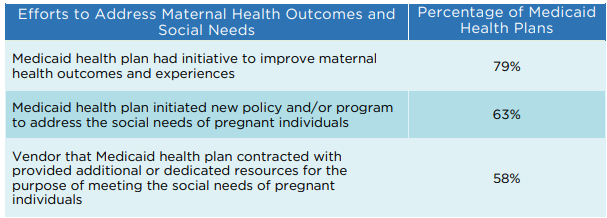 Efforts to Address Maternal Health Outcomes and
Social Needs
Percentage of Medicaid
Health Plans
Medicaid health plan had initiative to improve maternal
health outcomes and experiences
79%
Medicaid health plan initiated new policy and/or program
to address the social needs of pregnant individuals
63%
Vendor that Medicaid health plan contracted with
provided additional or dedicated resources for the
purpose of meeting the social needs of pregnant
individuals
58%